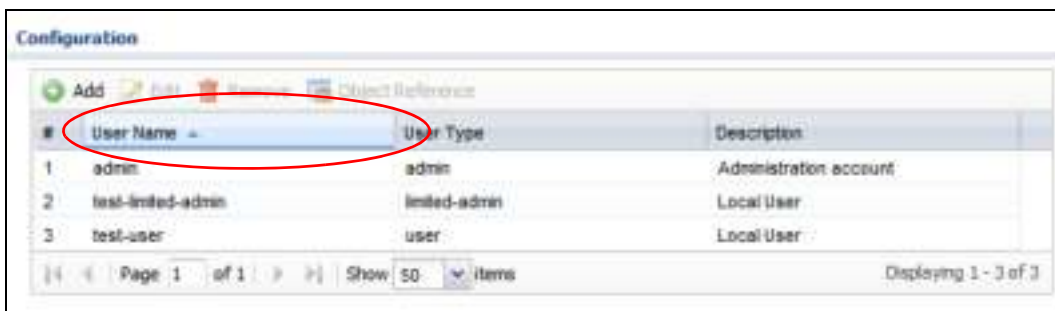 Configuration
Add Edit Remove Object Reference
# User Name User Type Description
1 admin admin Administration account
2 test-limited-admin limited-admin Local User
3 test-user user Local User
Page 1 of 1 Show 50 items Displaying 1 - 3 of 3